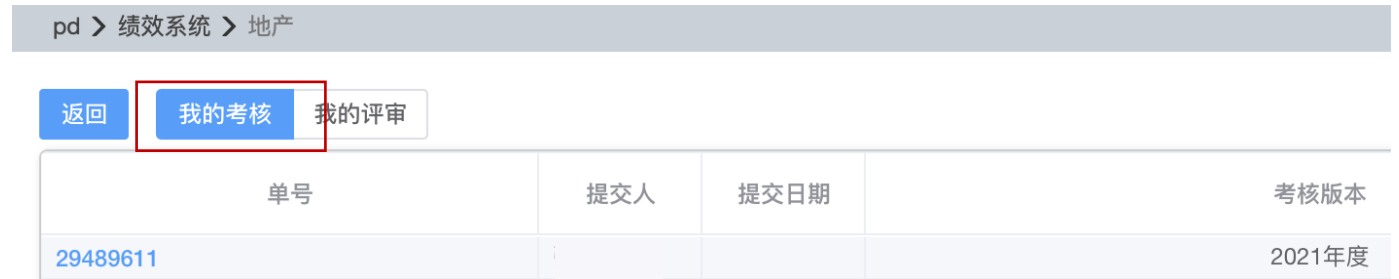 pd > 绩效系统 > 地产
返回 我的考核 我的评审
单号 提交人 提交日期 考核版本
29489611 2021年度